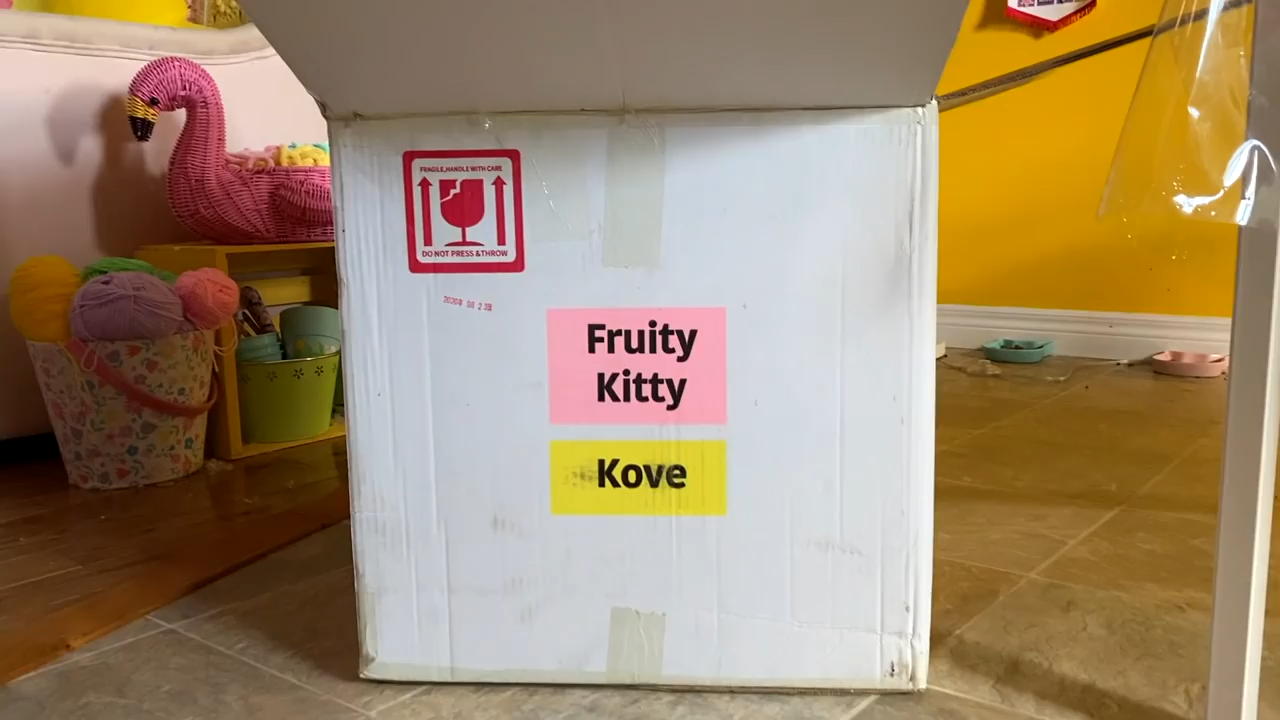 FRAGILE,HANDLE WITH CARE
DO NOT PRESS &THROW
Fruity
Kitty
Kove